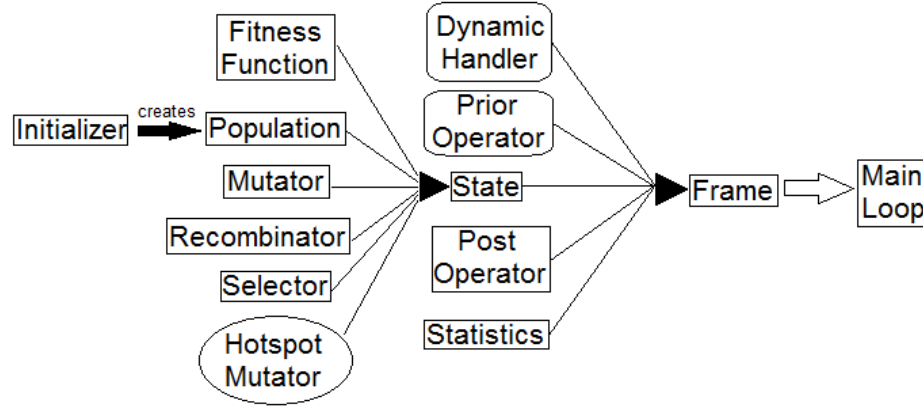 Fitness
Function
Dynamic
Handler
creates
Initializer
Population
Prior
Operator
Mutator
State
Frame
Main
Loop
Recombinator
Post
Operator
Selector
Statistics
Hotspot
Mutator